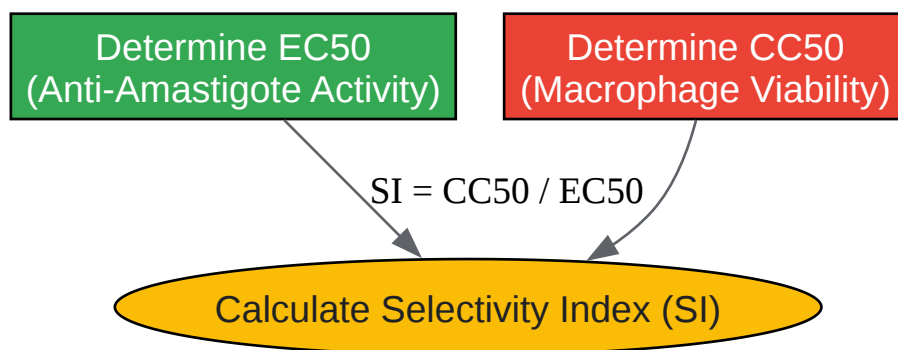 Determine EC50
(Anti-Amastigote Activity)
Determine CC50
(Macrophage Viability)
SI = CC50 / EC50
Calculate Selectivity Index (SI)